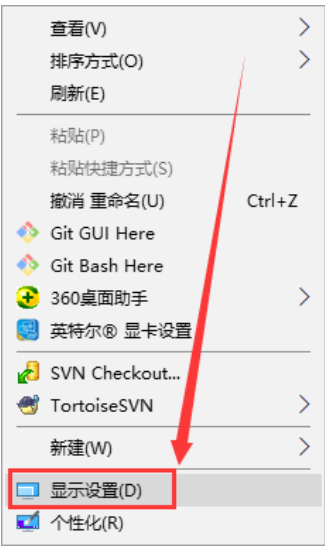 查看(V)
排序方式(O)
刷新(E)
粘贴(P)
粘贴快捷方式(S)
撤消 重命名(U) Ctrl+Z
Git GUI Here
Git Bash Here
360桌面助手
英特尔® 显卡设置
SVN Checkout...
TortoiseSVN
新建(W)
显示设置(D)
个性化(R)